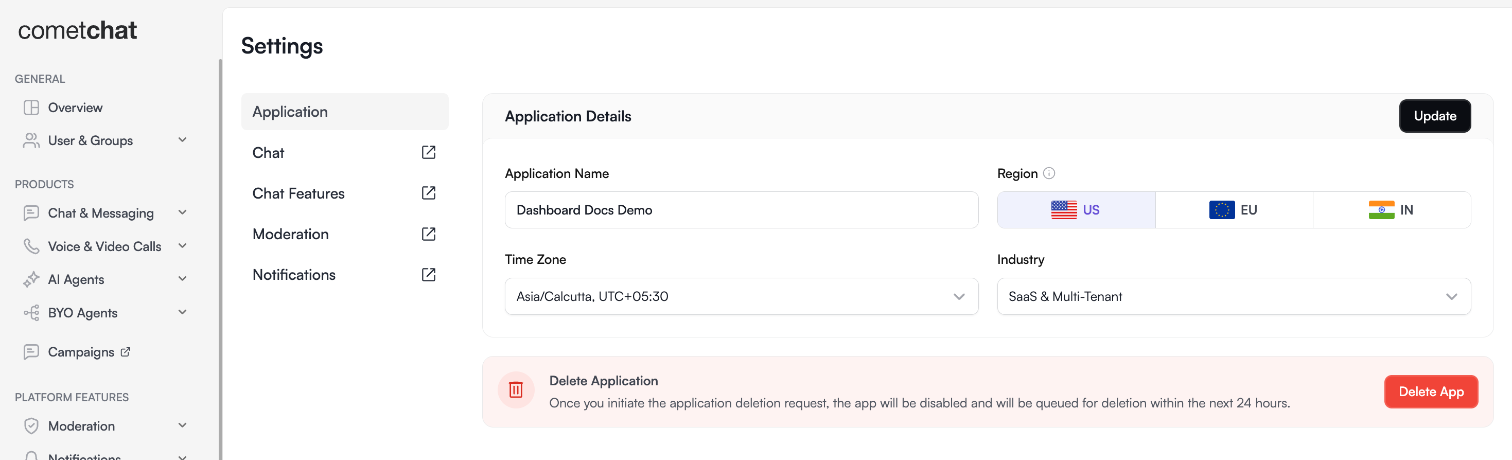 cometchat
GENERAL
Overview
User & Groups
PRODUCTS
Chat & Messaging
Voice & Video Calls
AI Agents
BYO Agents
Campaigns
PLATFORM FEATURES
Moderation
Notifications
Settings
Application
Chat
Chat Features
Moderation
Notifications
Application Details
Update
Application Name
Dashboard Docs Demo
Region
US
EU
IN
Time Zone
Asia/Calcutta, UTC+05:30
Industry
SaaS & Multi-Tenant
Delete Application
Once you initiate the application deletion request, the app will be disabled and will be queued for deletion within the next 24 hours.
Delete App